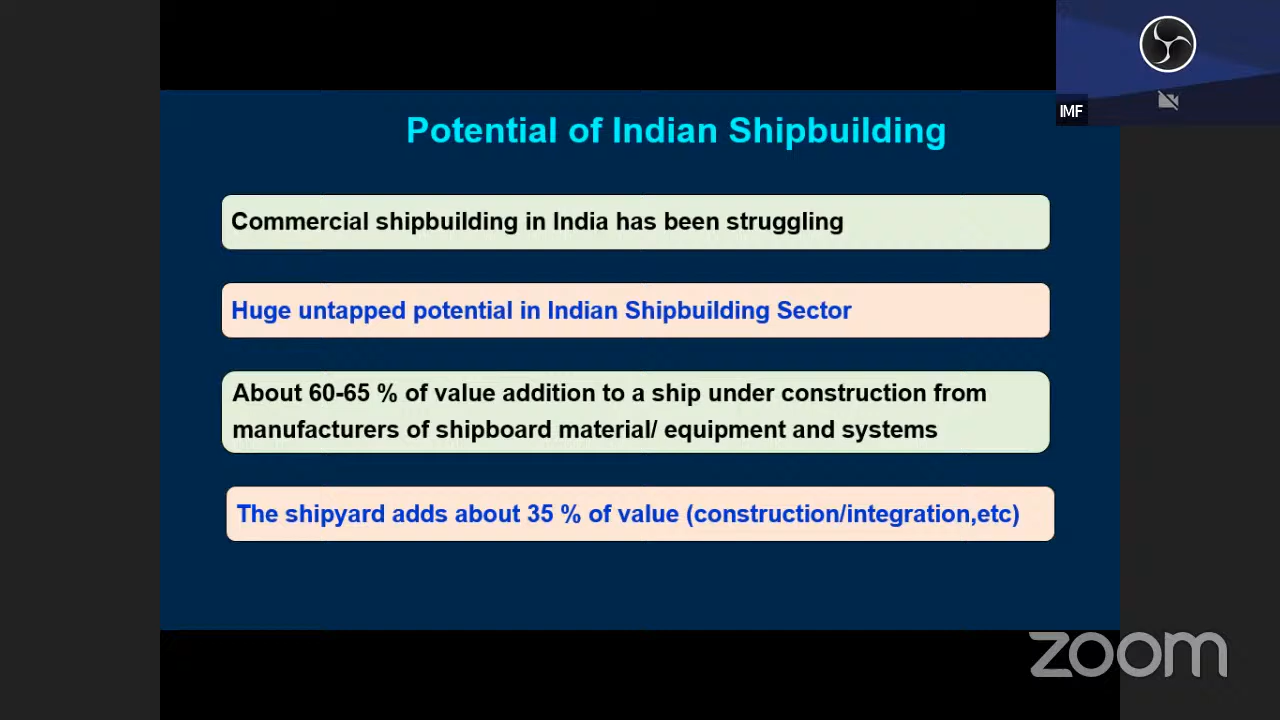 Potential of Indian Shipbuilding
IMF
Commercial shipbuilding in India has been struggling
Huge untapped potential in Indian Shipbuilding Sector
About 60-65 % of value addition to a ship under construction from
manufacturers of shipboard material/ equipment and systems
The shipyard adds about 35 % of value (construction/integration,etc)
zoom